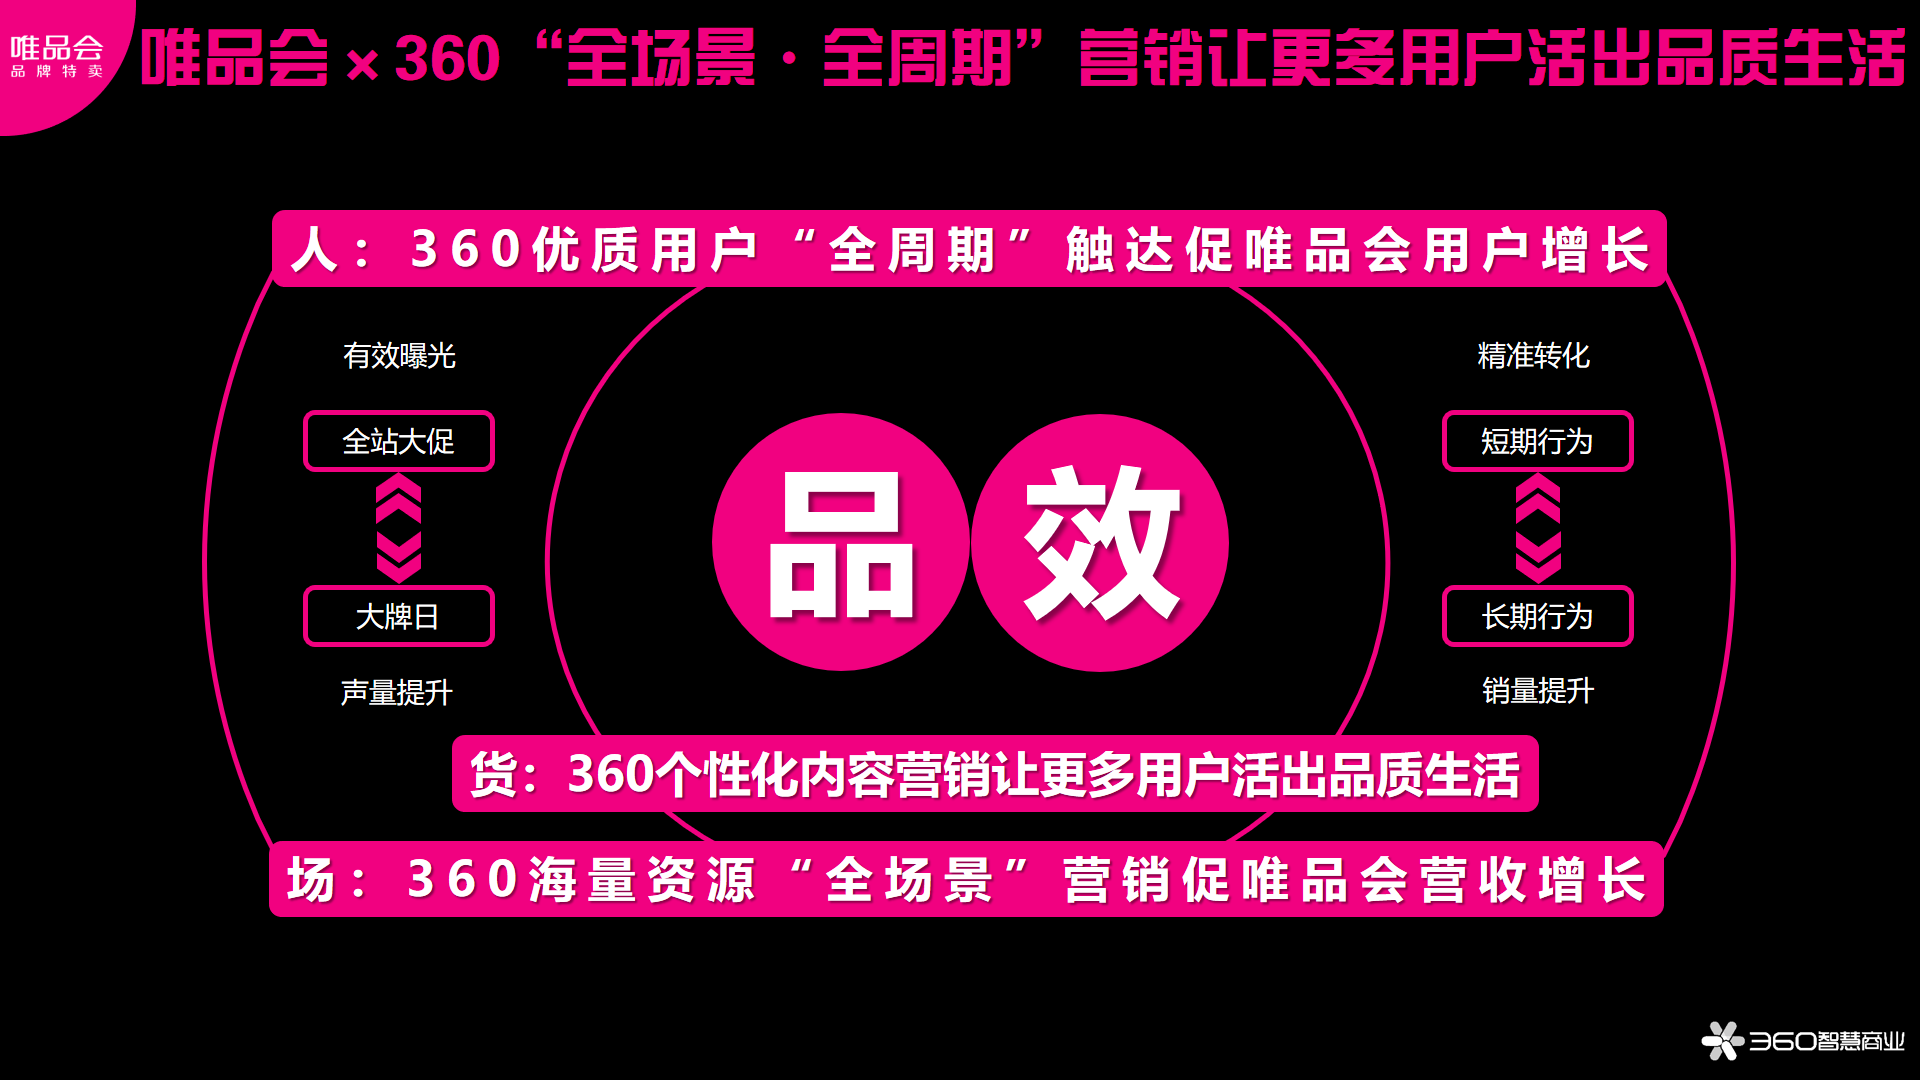 唯品会
品牌特卖
唯品会×360“全场景·全周期”营销让更多用户活出品质生活
人：360优质用户“全周期”触达促唯品会用户增长
有效曝光
精准转化
全站大促
短期行为
品 效
大牌日
长期行为
声量提升
销量提升
货：360个性化内容营销让更多用户活出品质生活
场：360海量资源“全场景”营销促唯品会营收增长
360智慧商业